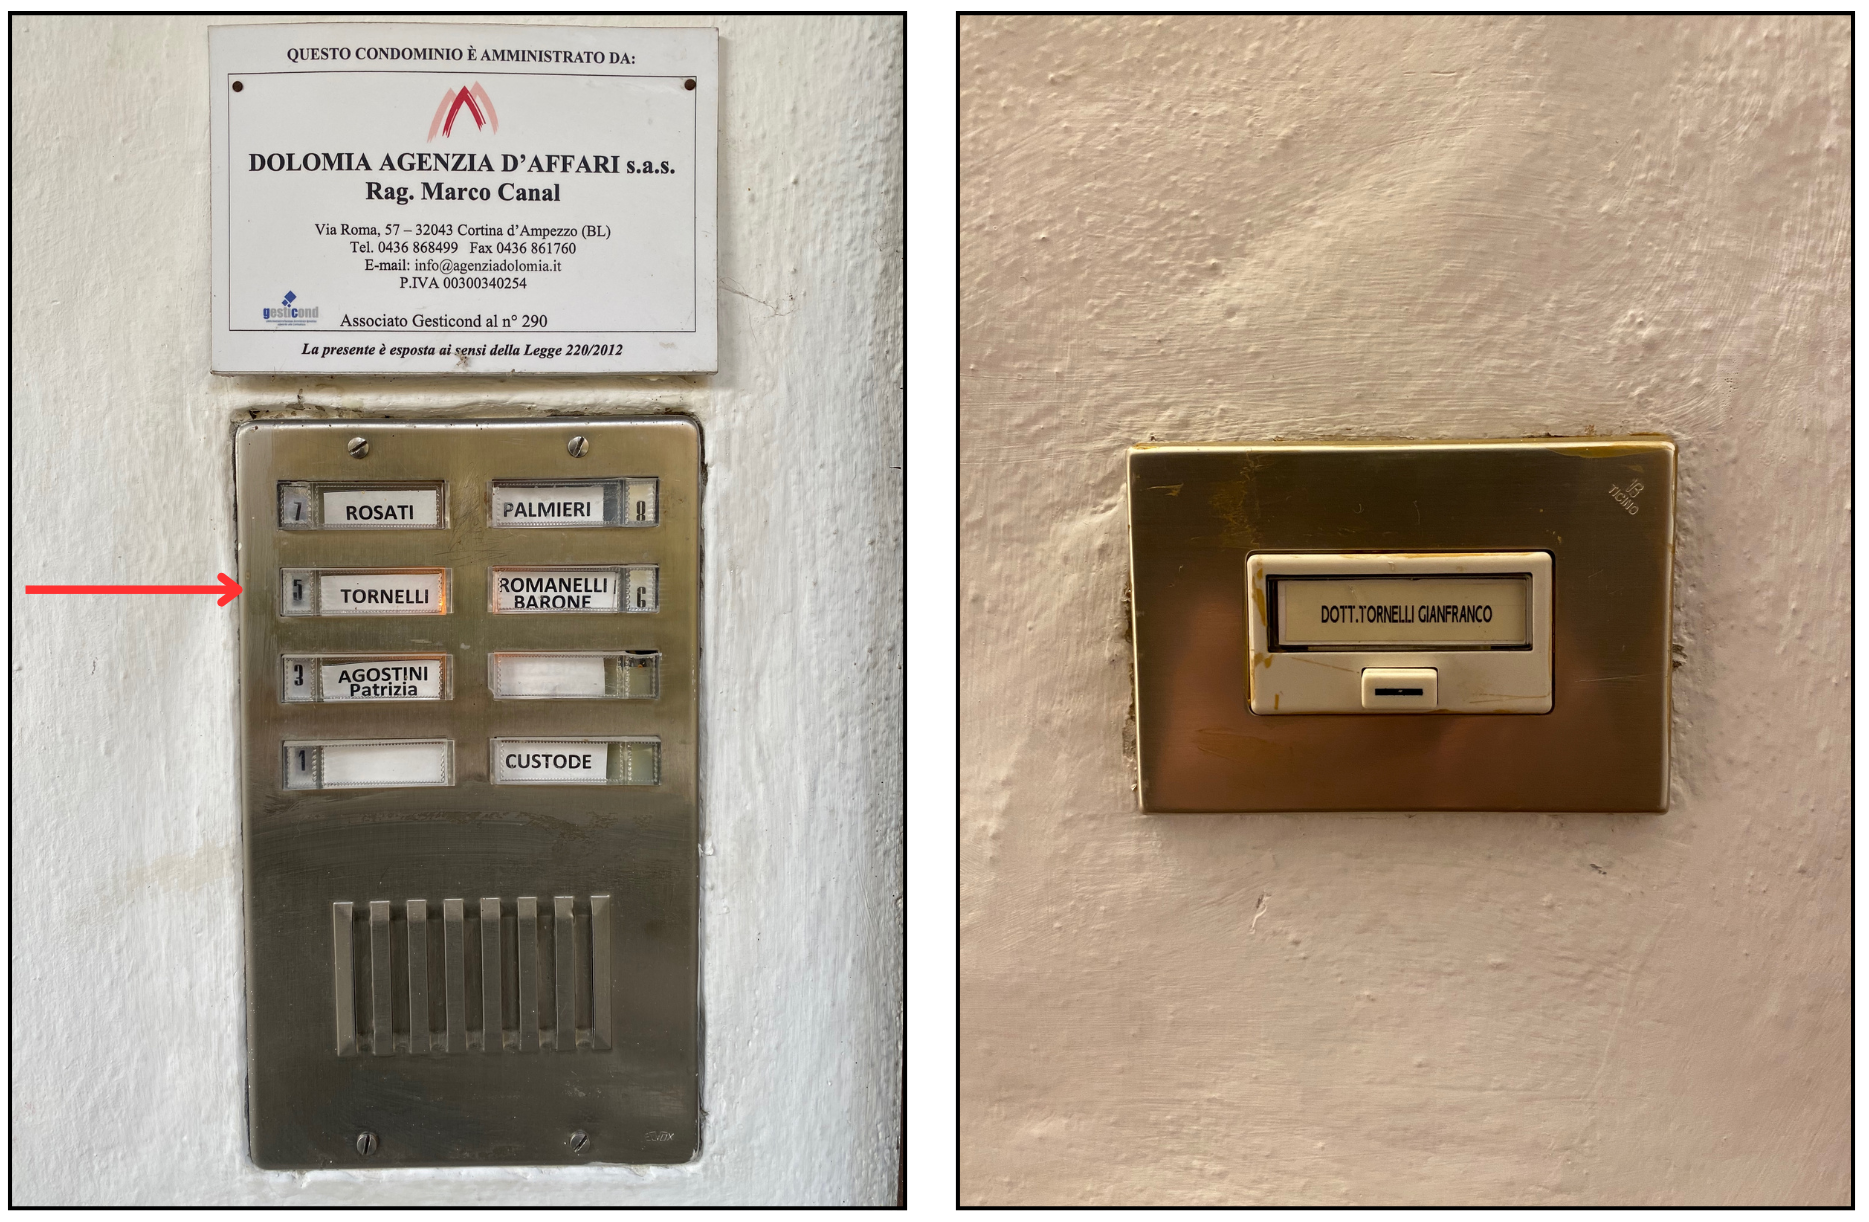 QUESTO CONDOMINIO È AMMINISTRATO DA:
DOLOMIA AGENZIA D'AFFARI s.a.s.
Rag. Marco Canal
Via Roma, 57 – 32043 Cortina d'Ampezzo (BL)
Tel. 0436 868499 Fax 0436 861760
E-mail: info@agenziadolomia.it
P.IVA 00300340254
gesticond
Associato Gesticond al n° 290
La presente è esposta ai sensi della Legge 220/2012
7 ROSATI
PALMIERI 8
5 TORNELLI
ROMANELLI
BARONE 6
3 AGOSTINI
Patrizia
1
CUSTODE
TICINO
DOTT.TORNELLI GIANFRANCO